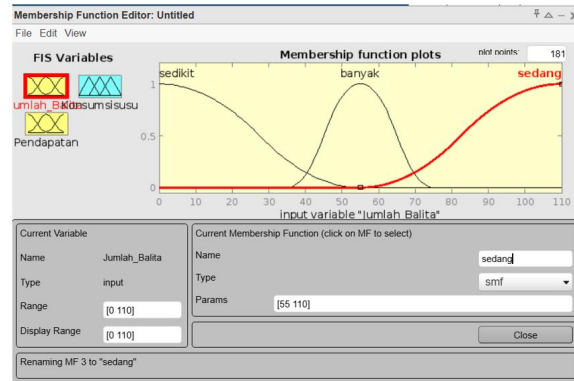 Membership Function Editor: Untitled
File Edit View
FIS Variables
Membership function plots
plot points:
181
Jumlah_Balita
Konsumsisusu
Pendapatan
sedikit
banyak
sedang
1
0.5
0
0 10 20 30 40 50 60 70 80 90 100 110
input variable "Jumlah Balita"
Current Variable
Name Jumlah_Balita
Type input
Range [0 110]
Display Range [0 110]
Current Membership Function (click on MF to select)
Name sedang
Type smf
Params [55 110]
Close
Renaming MF 3 to "sedang"